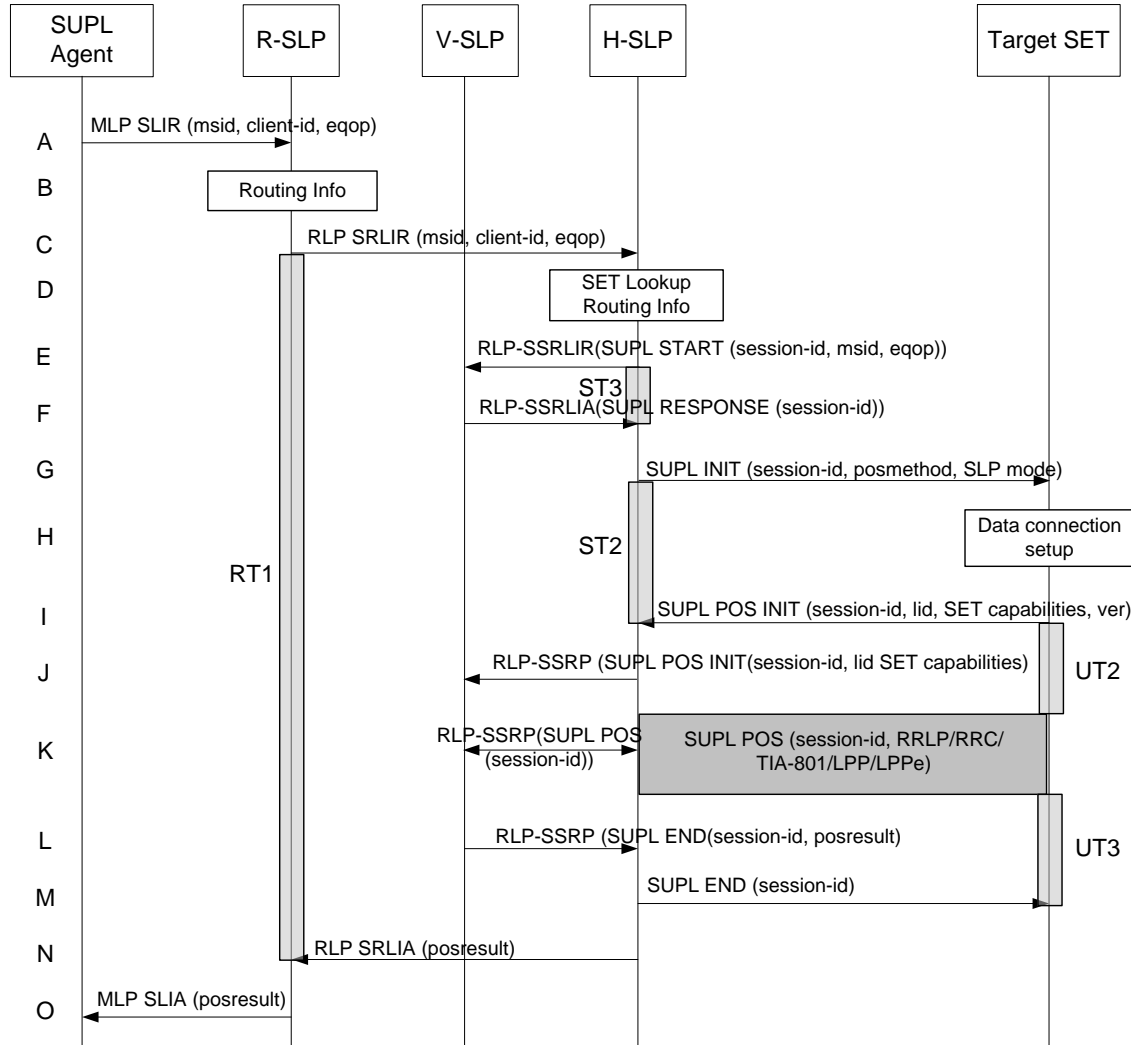 SUPL
Agent
R-SLP
V-SLP
H-SLP
Target SET
A
MLP SLIR (msid, client-id, eqop)
B
Routing Info
C
RLP SRLIR (msid, client-id, eqop)
D
SET Lookup
Routing Info
E
RLP-SSRLIR(SUPL START (session-id, msid, eqop))
ST3
F
RLP-SSRLIA(SUPL RESPONSE (session-id))
G
SUPL INIT (session-id, posmethod, SLP mode)
H
Data connection
setup
ST2
RT1
I
SUPL POS INIT (session-id, lid, SET capabilities, ver)
J
RLP-SSRP (SUPL POS INIT(session-id, lid SET capabilities)
UT2
K
RLP-SSRP(SUPL POS
(session-id))
SUPL POS (session-id, RRLP/RRC/
TIA-801/LPP/LPPe)
L
RLP-SSRP (SUPL END(session-id, posresult)
UT3
M
SUPL END (session-id)
N
RLP SRLIA (posresult)
O
MLP SLIA (posresult)